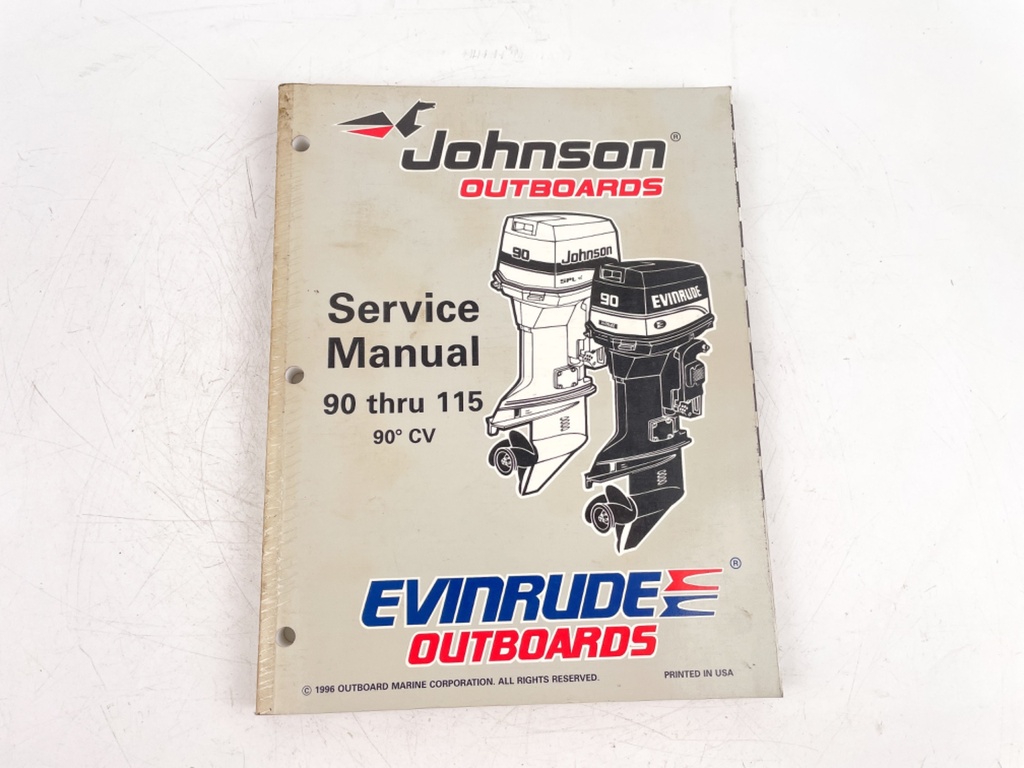 Johnson®
OUTBOARDS
90 Johnson
SPL
90 EVINRUDE
E
Service
Manual
90 thru 115
90° CV
EVINRUDE®
OUTBOARDS
© 1996 OUTBOARD MARINE CORPORATION. ALL RIGHTS RESERVED.
PRINTED IN USA